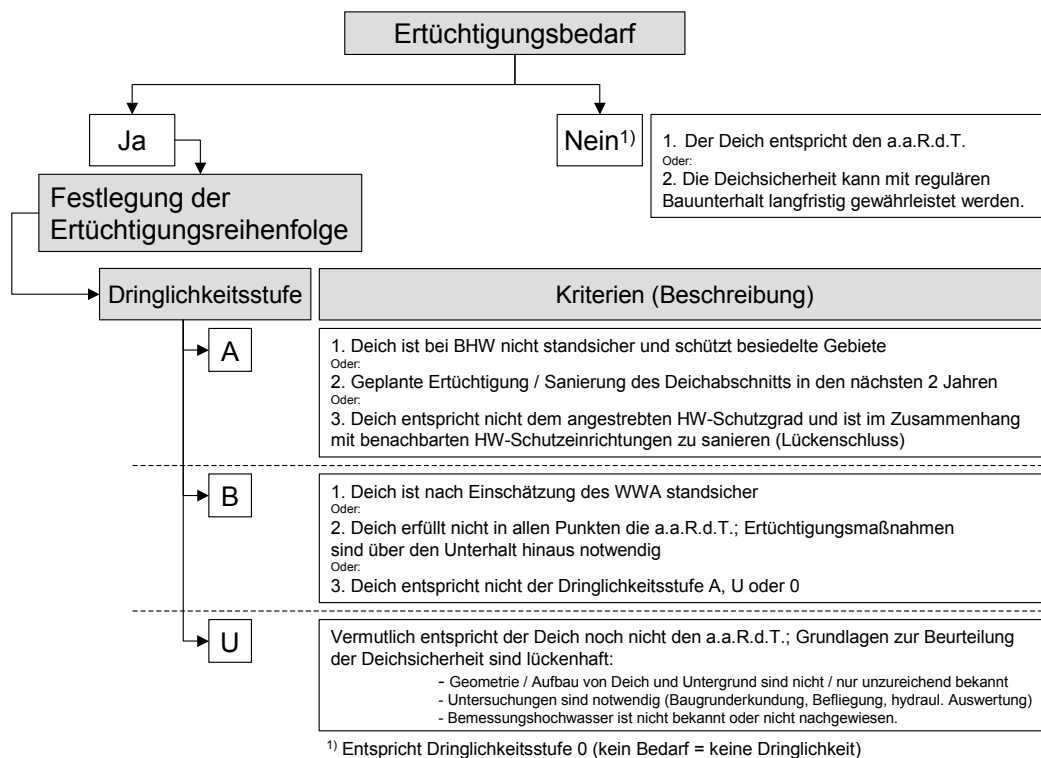 Ertüchtigungsbedarf
Ja
Nein1)
1. Der Deich entspricht den a.a.R.d.T.
Oder:
2. Die Deichsicherheit kann mit regulären
Bauunterhalt langfristig gewährleistet werden.
Festlegung der
Ertüchtigungsreihenfolge
Dringlichkeitsstufe
Kriterien (Beschreibung)
A
1. Deich ist bei BHW nicht standsicher und schützt besiedelte Gebiete
Oder:
2. Geplante Ertüchtigung / Sanierung des Deichabschnitts in den nächsten 2 Jahren
Oder:
3. Deich entspricht nicht dem angestrebten HW-Schutzgrad und ist im Zusammenhang
mit benachbarten HW-Schutzeinrichtungen zu sanieren (Lückenschluss)
B
1. Deich ist nach Einschätzung des WWA standsicher
Oder:
2. Deich erfüllt nicht in allen Punkten die a.a.R.d.T.; Ertüchtigungsmaßnahmen
sind über den Unterhalt hinaus notwendig
Oder:
3. Deich entspricht nicht der Dringlichkeitsstufe A, U oder 0
U
Vermutlich entspricht der Deich noch nicht den a.a.R.d.T.; Grundlagen zur Beurteilung
der Deichsicherheit sind lückenhaft:
- Geometrie / Aufbau von Deich und Untergrund sind nicht / nur unzureichend bekannt
- Untersuchungen sind notwendig (Baugrunderkundung, Befliegung, hydraul. Auswertung)
- Bemessungshochwasser ist nicht bekannt oder nicht nachgewiesen.
1) Entspricht Dringlichkeitsstufe 0 (kein Bedarf = keine Dringlichkeit)